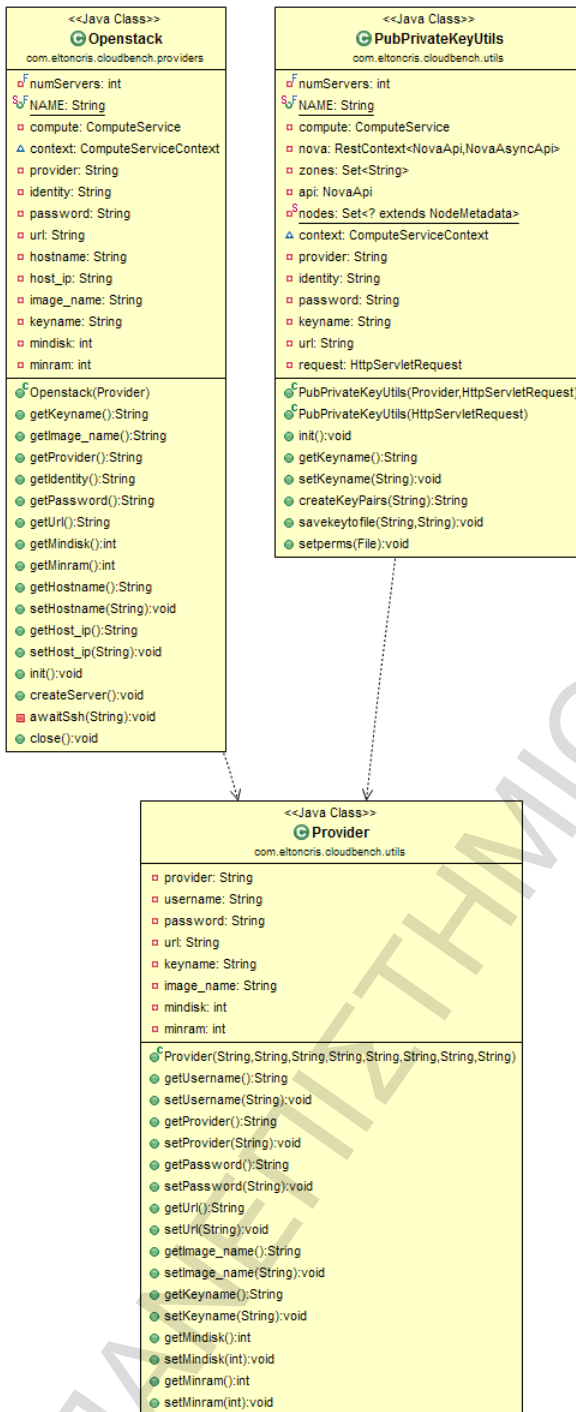 <<Java Class>>
Openstack
com.eltoncris.cloudbench.providers
numServers: int
NAME: String
compute: ComputeService
context: ComputeServiceContext
provider: String
identity: String
password: String
url: String
hostname: String
host_ip: String
image_name: String
keyname: String
mindisk: int
minram: int
Openstack(Provider)
getKeyname():String
getImage_name():String
getProvider():String
getIdentity():String
getPassword():String
getUrl():String
getMindisk():int
getMinram():int
getHostname():String
setHostname(String):void
getHost_ip():String
setHost_ip(String):void
init():void
createServer():void
awaitSsh(String):void
close():void
<<Java Class>>
PubPrivateKeyUtils
com.eltoncris.cloudbench.utils
numServers: int
NAME: String
compute: ComputeService
nova: RestContext<NovaApi,NovaAsyncApi>
zones: Set<String>
api: NovaApi
nodes: Set<? extends NodeMetadata>
context: ComputeServiceContext
provider: String
identity: String
password: String
keyname: String
url: String
request: HttpServletRequest
PubPrivateKeyUtils(Provider,HttpServletRequest)
PubPrivateKeyUtils(HttpServletRequest)
init():void
getKeyname():String
setKeyname(String):void
createKeyPairs(String):String
savekeytofile(String,String):void
setperms(File):void
<<Java Class>>
Provider
com.eltoncris.cloudbench.utils
provider: String
username: String
password: String
url: String
keyname: String
image_name: String
mindisk: int
minram: int
Provider(String,String,String,String,String,String,String,String)
getUsername():String
setUsername(String):void
getProvider():String
setProvider(String):void
getPassword():String
setPassword(String):void
getUrl():String
setUrl(String):void
getImage_name():String
setImage_name(String):void
getKeyname():String
setKeyname(String):void
getMindisk():int
setMindisk(int):void
getMinram():int
setMinram(int):void